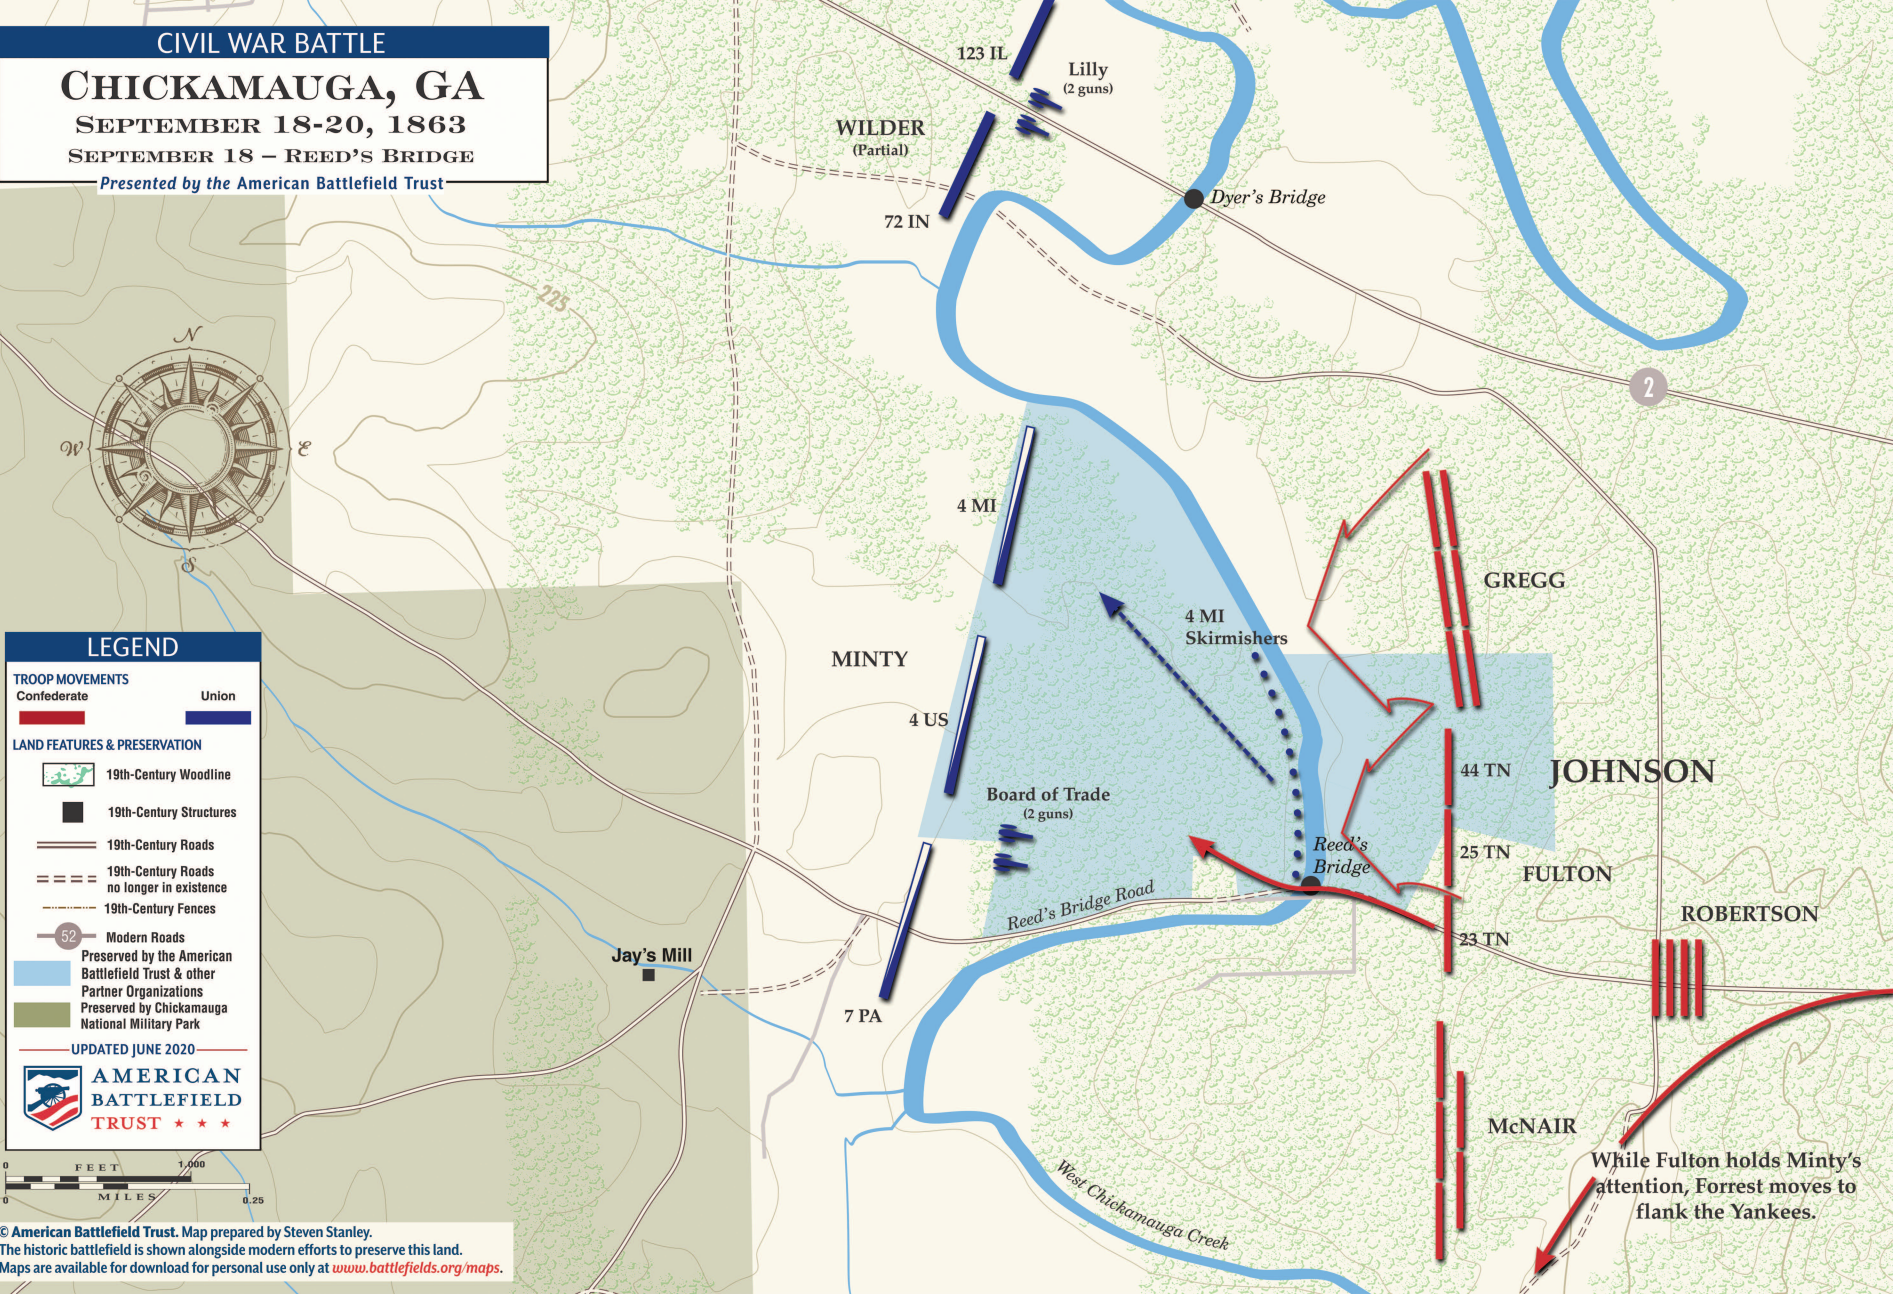 CIVIL WAR BATTLE
CHICKAMAUGA, GA
SEPTEMBER 18-20, 1863
SEPTEMBER 18 – REED'S BRIDGE
Presented by the American Battlefield Trust
123 IL
Lilly
(2 guns)
WILDER
(Partial)
72 IN
Dyer's Bridge
225
N
W
E
S
2
4 MI
GREGG
4 MI
Skirmishers
MINTY
4 US
44 TN
JOHNSON
Board of Trade
(2 guns)
Reed's
Bridge
25 TN
FULTON
Reed's Bridge Road
ROBERTSON
23 TN
Jay's Mill
7 PA
McNAIR
While Fulton holds Minty's
attention, Forrest moves to
flank the Yankees.
West Chickamauga Creek
LEGEND
TROOP MOVEMENTS
Confederate
Union
LAND FEATURES & PRESERVATION
19th-Century Woodline
19th-Century Structures
19th-Century Roads
19th-Century Roads
no longer in existence
19th-Century Fences
52
Modern Roads
Preserved by the American
Battlefield Trust & other
Partner Organizations
Preserved by Chickamauga
National Military Park
UPDATED JUNE 2020
AMERICAN
BATTLEFIELD
TRUST
0 FEET 1,000
0 MILES 0.25
© American Battlefield Trust. Map prepared by Steven Stanley.
The historic battlefield is shown alongside modern efforts to preserve this land.
Maps are available for download for personal use only at www.battlefields.org/maps.